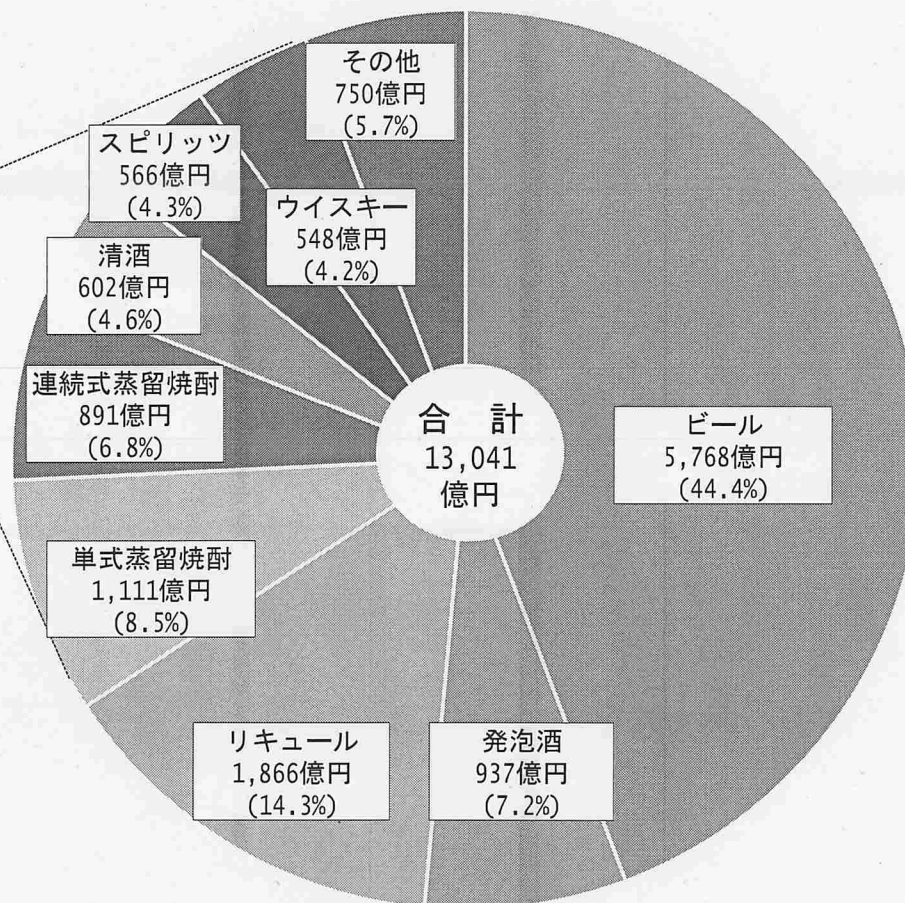 その他
750億円
(5.7%)
スピリッツ
566億円
(4.3%)
ウイスキー
548億円
(4.2%)
清酒
602億円
(4.6%)
連続式蒸留焼酎
891億円
(6.8%)
合 計
13,041
億円
ビール
5,768億円
(44.4%)
単式蒸留焼酎
1,111億円
(8.5%)
リキュール
1,866億円
(14.3%)
発泡酒
937億円
(7.2%)